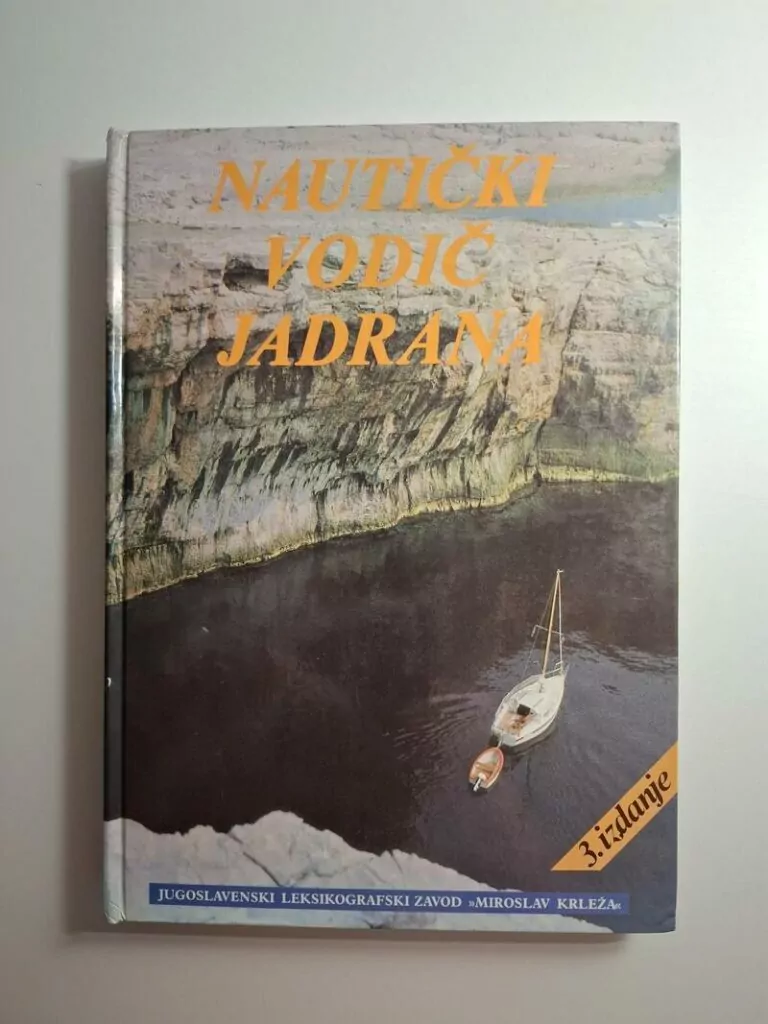 NAUTIČKI
VODIČ
JADRANA
3. izdanje
JUGOSLAVENSKI LEKSIKOGRAFSKI ZAVOD »MIROSLAV KRLEŽA«